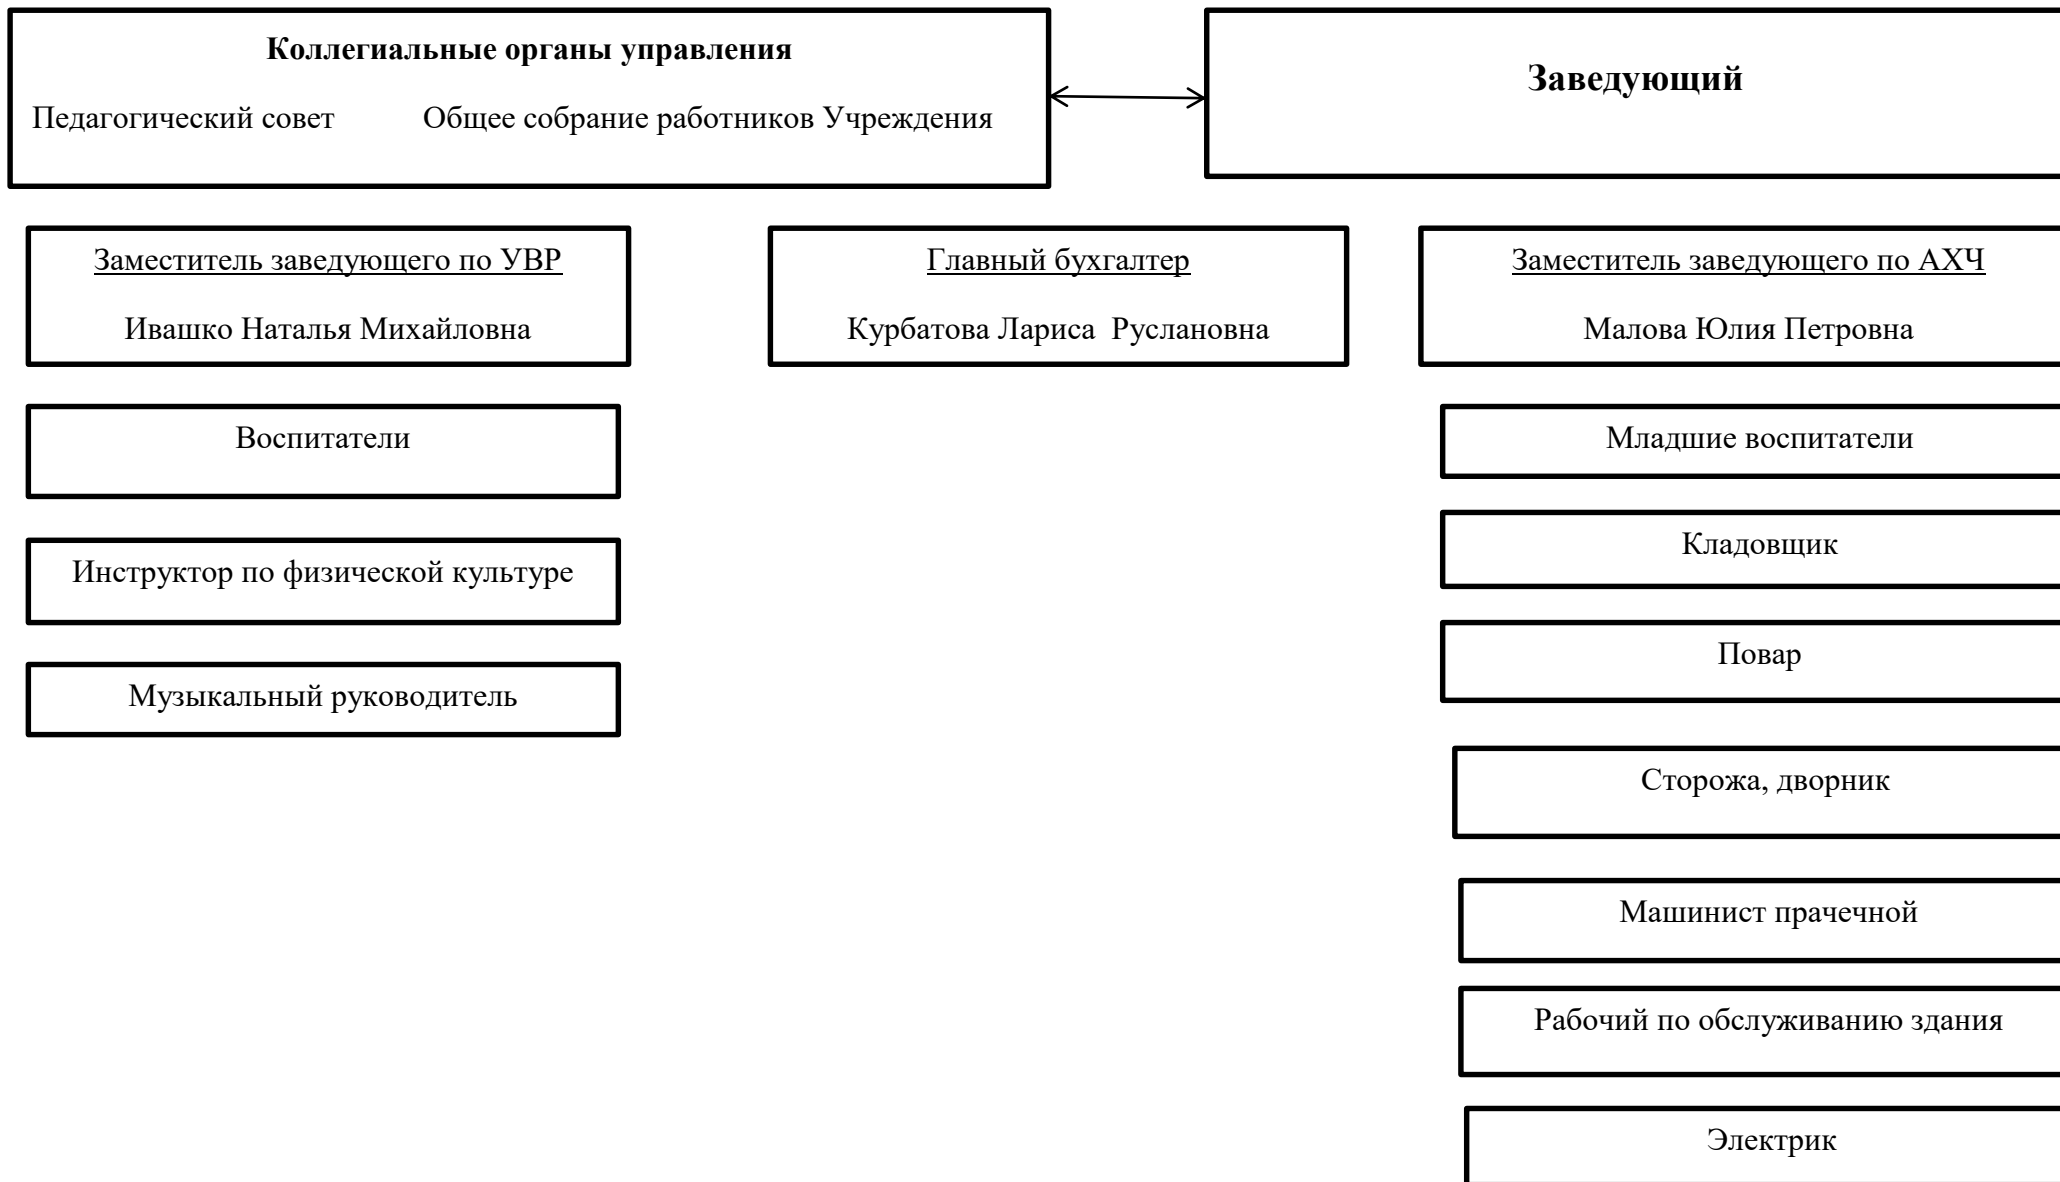 Коллегиальные органы управления
Педагогический совет Общее собрание работников Учреждения
Заведующий
Заместитель заведующего по УВР
Ивашко Наталья Михайловна
Главный бухгалтер
Курбатова Лариса Руслановна
Заместитель заведующего по АХЧ
Малова Юлия Петровна
Воспитатели
Инструктор по физической культуре
Музыкальный руководитель
Младшие воспитатели
Кладовщик
Повар
Сторожа, дворник
Машинист прачечной
Рабочий по обслуживанию здания
Электрик